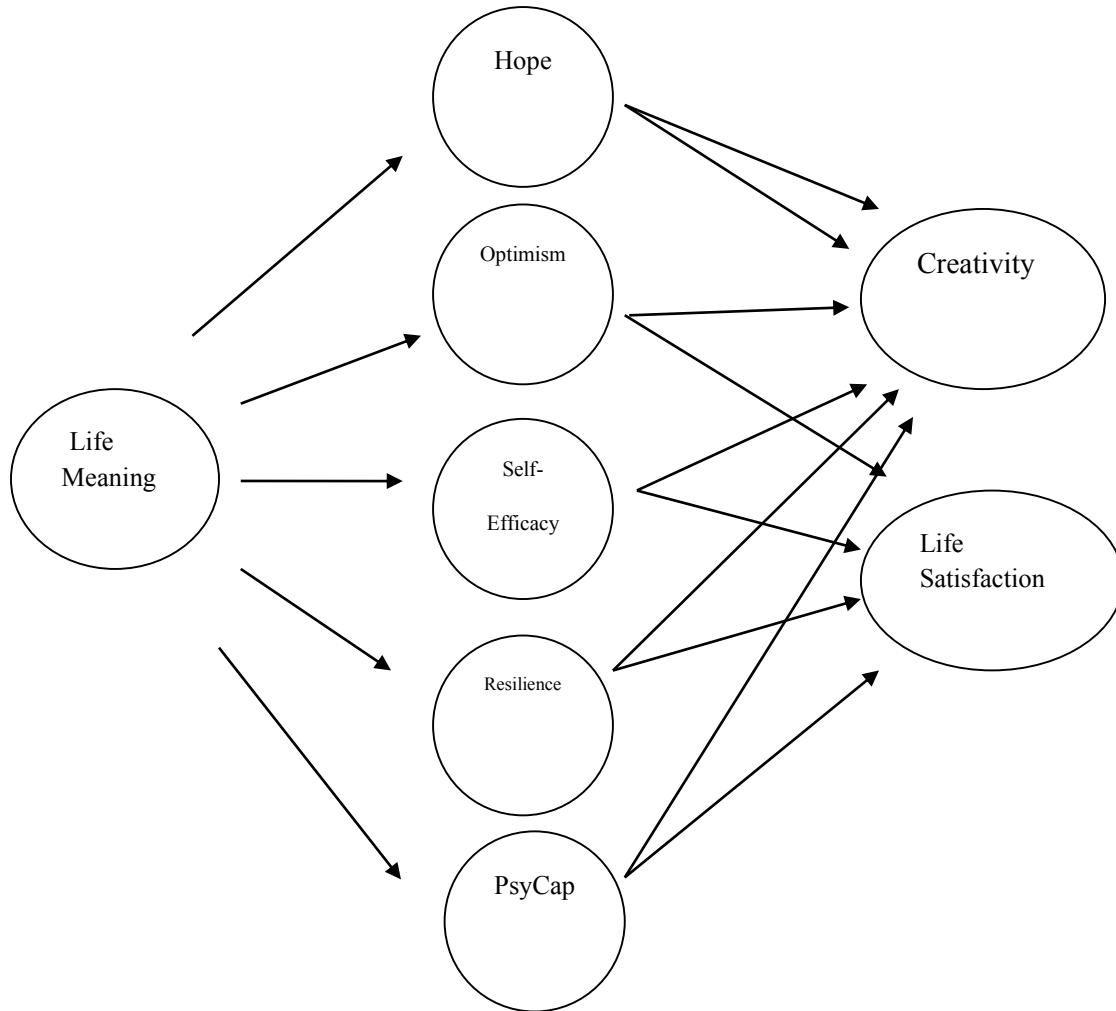 Hope
Optimism
Creativity
Life
Meaning
Self-
Efficacy
Life
Satisfaction
Resilience
PsyCap